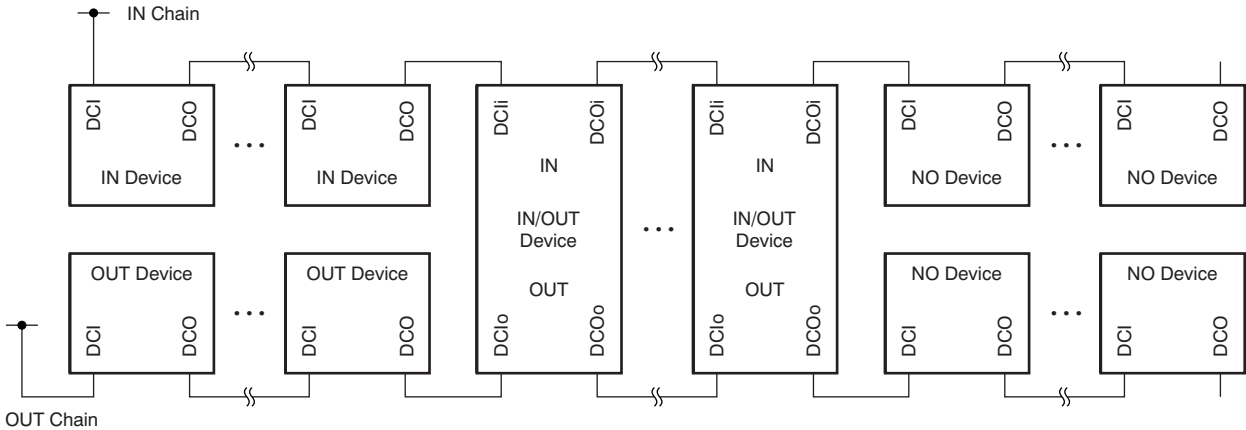 IN Chain
DCI
DCO
IN Device
...
DCI
DCO
IN Device
DCIi
DCOi
IN
IN/OUT
Device
OUT
DCIo
DCOo
...
DCIi
DCOi
IN
IN/OUT
Device
OUT
DCIo
DCOo
DCI
DCO
NO Device
...
DCI
DCO
NO Device
OUT Device
DCI
DCO
...
OUT Device
DCI
DCO
NO Device
DCI
DCO
...
NO Device
DCI
DCO
OUT Chain